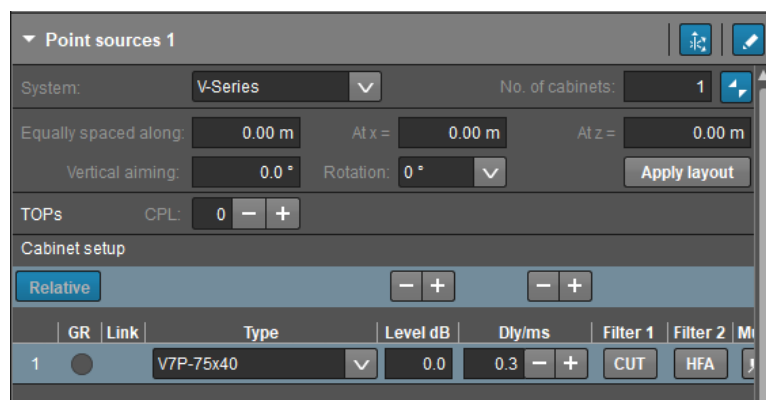 Point sources 1
System: V-Series No. of cabinets: 1
Equally spaced along: 0.00 m At x = 0.00 m At z = 0.00 m
Vertical aiming: 0.0 ° Rotation: 0 ° Apply layout
TOPs CPL: 0 − +
Cabinet setup
Relative − + − +
GR Link Type Level dB Dly/ms Filter 1 Filter 2
1 V7P-75x40 0.0 0.3 − + CUT HFA